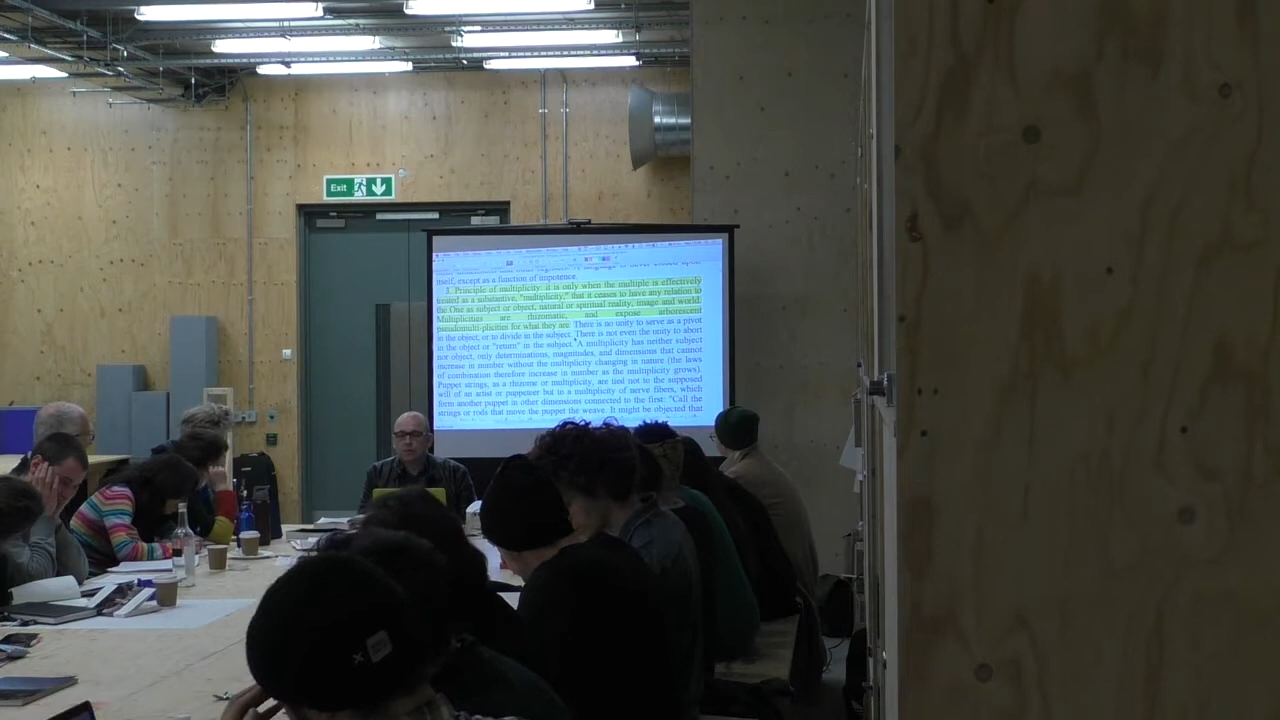 Exit
itself, except as a function of impotence.
3. Principle of multiplicity: it is only when the multiple is effectively
treated as a substantive, "multiplicity," that it ceases to have any relation to
the One as subject or object, natural or spiritual reality, image and world.
Multiplicities are rhizomatic, and expose arborescent
pseudomulti-plicities for what they are. There is no unity to serve as a pivot
in the object, or to divide in the subject. There is not even the unity to abort
in the object or "return" in the subject. A multiplicity has neither subject
nor object, only determinations, magnitudes, and dimensions that cannot
increase in number without the multiplicity changing in nature (the laws
of combination therefore increase in number as the multiplicity grows).
Puppet strings, as a rhizome or multiplicity, are tied not to the supposed
will of an artist or puppeteer but to a multiplicity of nerve fibers, which
form another puppet in other dimensions connected to the first: "Call the
strings or rods that move the puppet the weave. It might be objected that